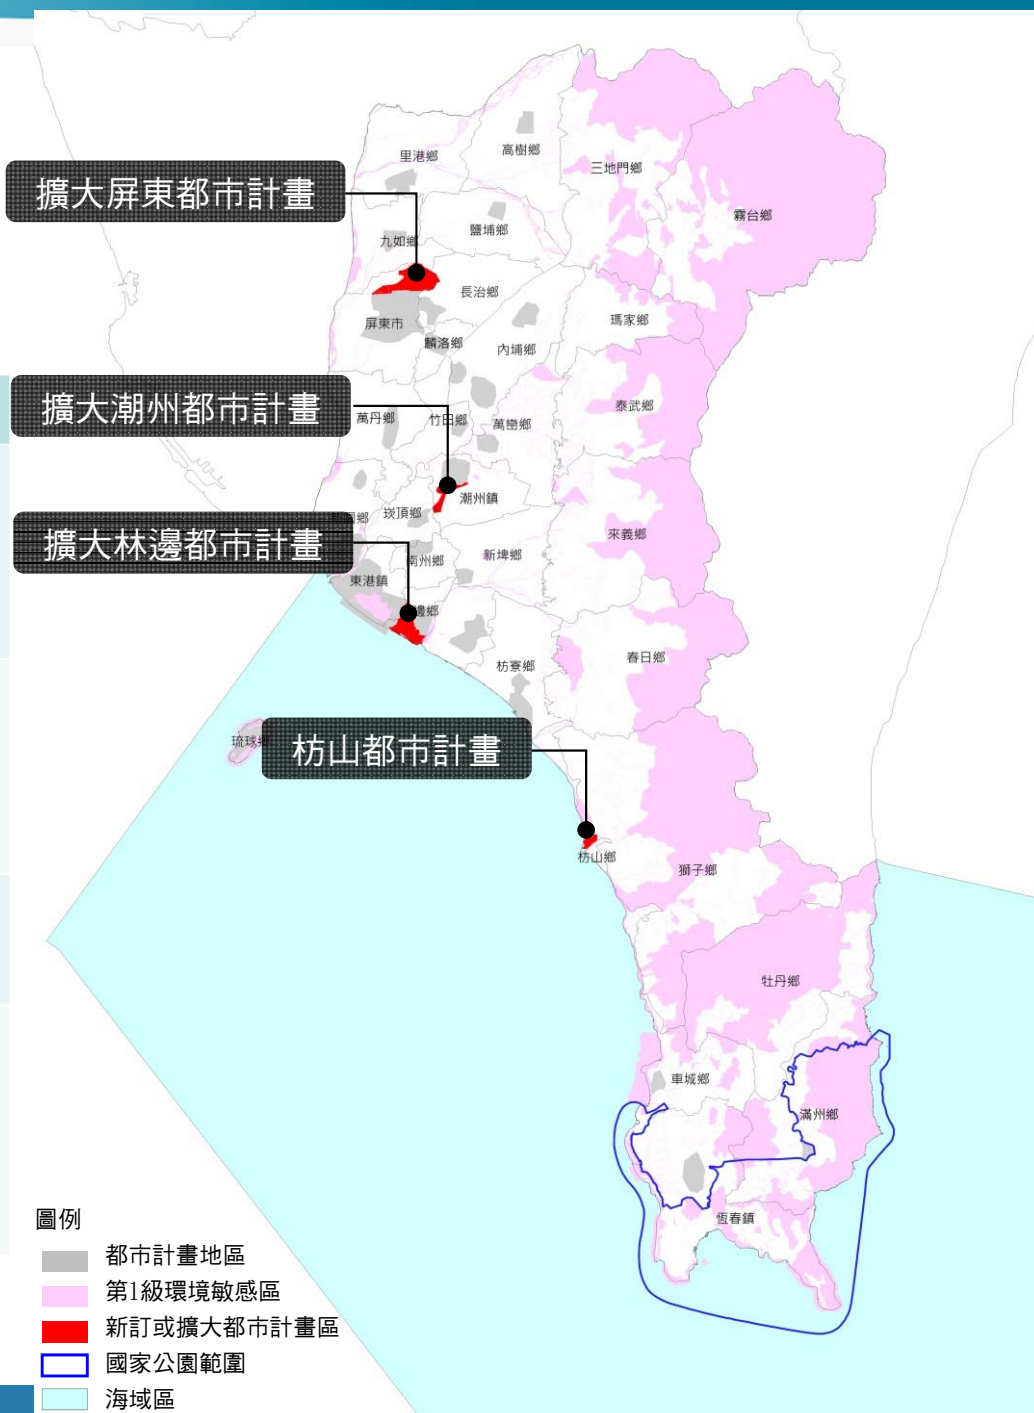 里港鄉
高樹鄉
三地門鄉
擴大屏東都市計畫
霧台鄉
鹽埔鄉
九如鄉
長治鄉
瑪家鄉
屏東市
麟洛鄉
內埔鄉
擴大潮州都市計畫
泰武鄉
萬丹鄉
竹田鄉
萬巒鄉
潮州鎮
崁頂鄉
鄉
來義鄉
擴大林邊都市計畫
新埤鄉
南州鄉
東港鎮
邊鄉
春日鄉
枋寮鄉
琉球鄉
枋山都市計畫
枋山鄉
獅子鄉
牡丹鄉
車城鄉
滿州鄉
恆春鎮
圖例
都市計畫地區
第1級環境敏感區
新訂或擴大都市計畫區
國家公園範圍
海域區